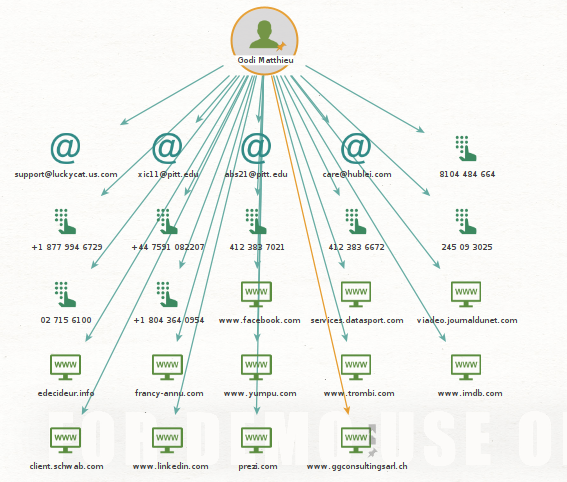 Godi Matthieu
@ @ @ @
support@luckycat.us.com xic11@pitt.edu abs21@pitt.edu care@hublei.com 8104 484 664
+1 877 994 6729 +44 7591 082207 412 383 7021 412 383 6672 245 09 3025
WWW WWW WWW
02 715 6100 +1 804 364 0954 www.facebook.com services.datasport.com viadeo.journaldunet.com
WWW WWW WWW WWW WWW
edecideur.info francy-annu.com www.yumpu.com www.trombi.com www.imdb.com
WWW WWW WWW WWW
client.schwab.com www.linkedin.com prezi.com www.ggconsultingsarl.ch